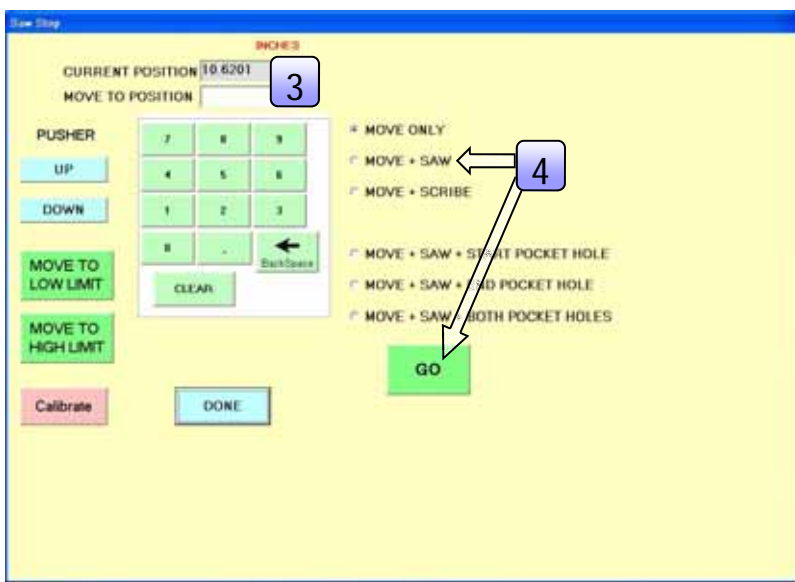 Saw Stop
INCHES
CURRENT POSITION 10.6201
MOVE TO POSITION
3
PUSHER
UP
DOWN
MOVE TO
LOW LIMIT
MOVE TO
HIGH LIMIT
Calibrate
7 8 9
4 5 6
1 2 3
0 .
BackSpace
CLEAR
DONE
MOVE ONLY
MOVE + SAW
4
MOVE + SCRIBE
MOVE + SAW + START POCKET HOLE
MOVE + SAW + END POCKET HOLE
MOVE + SAW + BOTH POCKET HOLES
GO